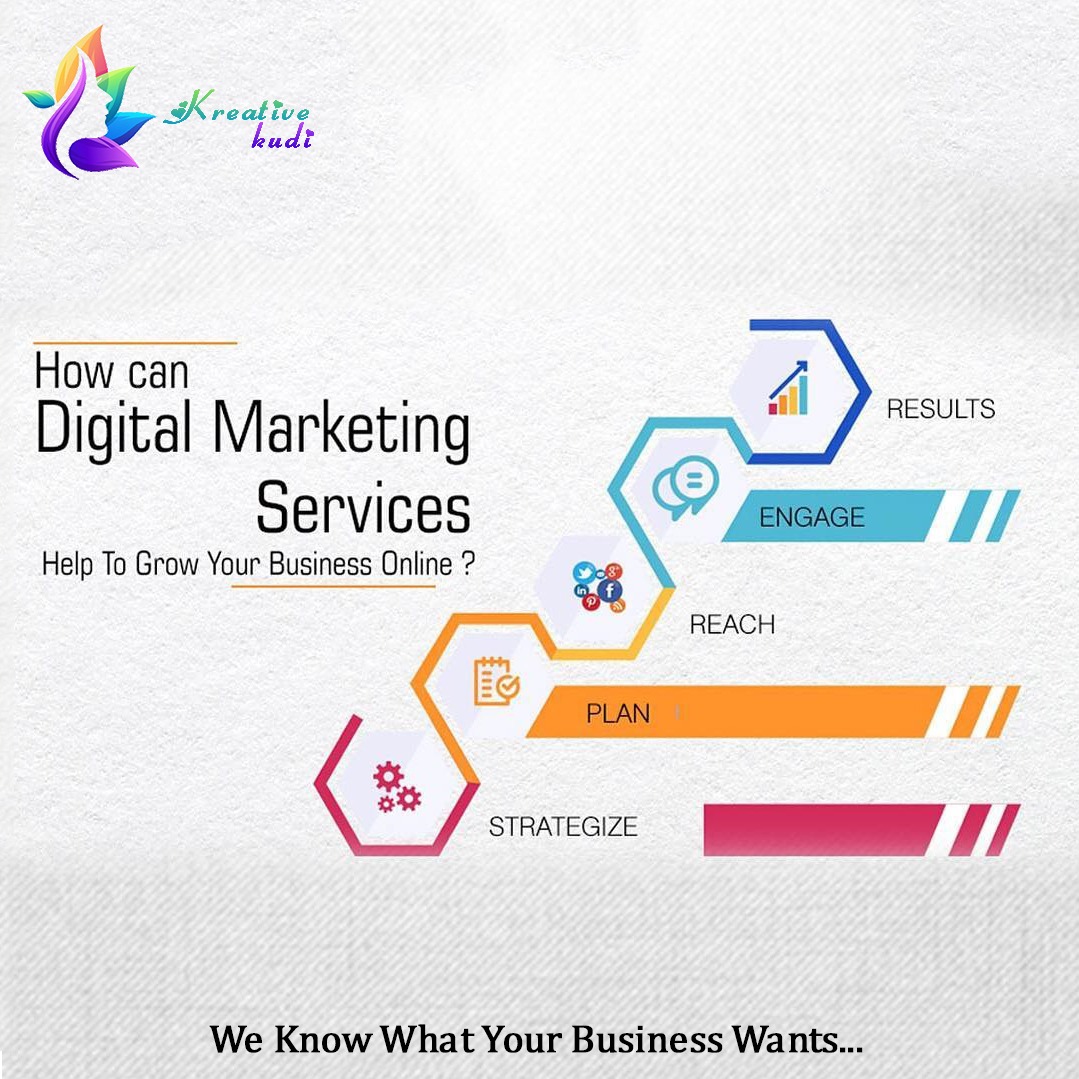 Kreative
kudi
How can
Digital Marketing
Services
Help To Grow Your Business Online ?
RESULTS
ENGAGE
REACH
PLAN
STRATEGIZE
We Know What Your Business Wants...